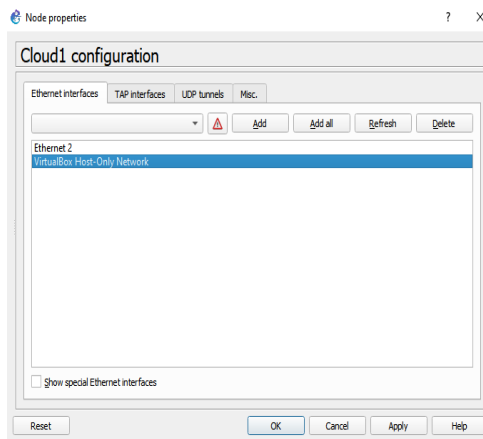 Node properties ? X
Cloud1 configuration
Ethernet interfaces TAP interfaces UDP tunnels Misc.
Add Add all Refresh Delete
Ethernet 2
VirtualBox Host-Only Network
Show special Ethernet interfaces
Reset OK Cancel Apply Help